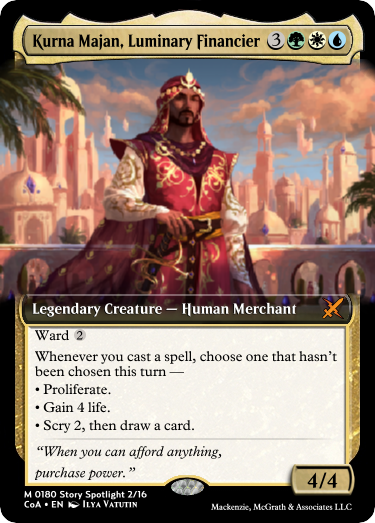 Kurna Majan, Luminary Financier 3
Legendary Creature — Human Merchant
Ward 2
Whenever you cast a spell, choose one that hasn't
been chosen this turn —
• Proliferate.
• Gain 4 life.
• Scry 2, then draw a card.
“When you can afford anything,
purchase power.”
4/4
M 0180 Story Spotlight 2/16
CoA • EN Ilya Vatutin
Mackenzie, McGrath & Associates LLC